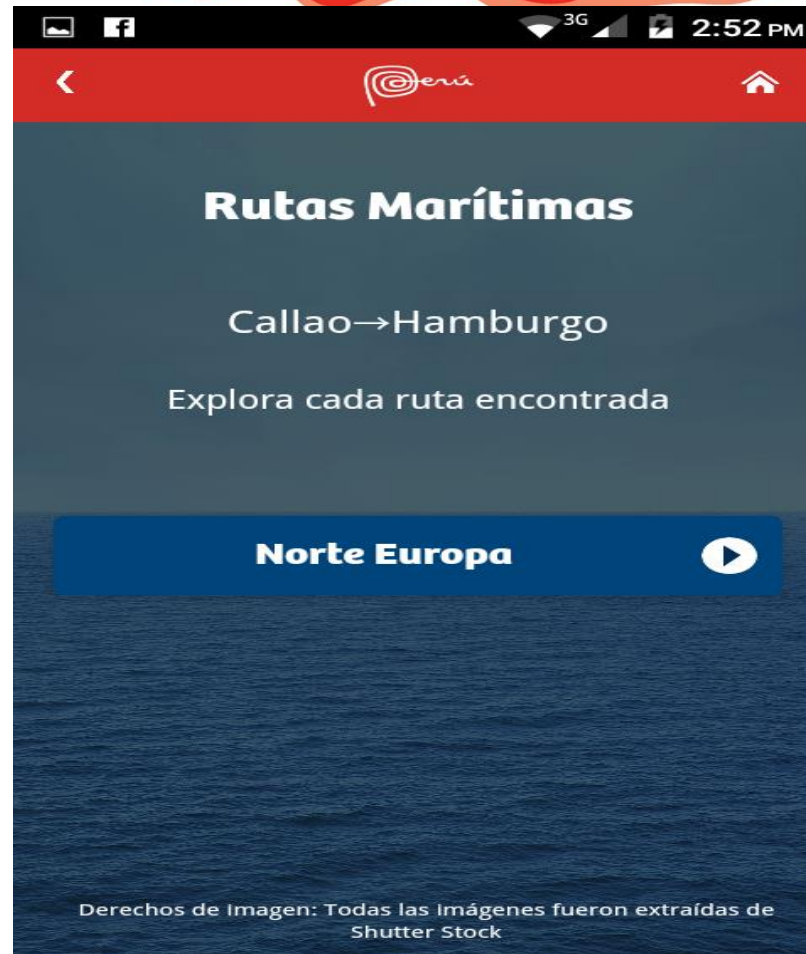 3G 2:52 PM
Perú
Rutas Marítimas
Callao→Hamburgo
Explora cada ruta encontrada
Norte Europa
Derechos de Imagen: Todas las Imágenes fueron extraídas de
Shutter Stock